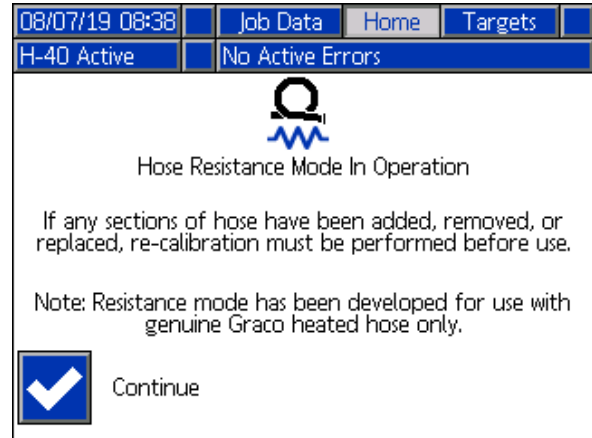 08/07/19 08:38 Job Data Home Targets
H-40 Active No Active Errors
Hose Resistance Mode In Operation
If any sections of hose have been added, removed, or
replaced, re-calibration must be performed before use.
Note: Resistance mode has been developed for use with
genuine Graco heated hose only.
Continue